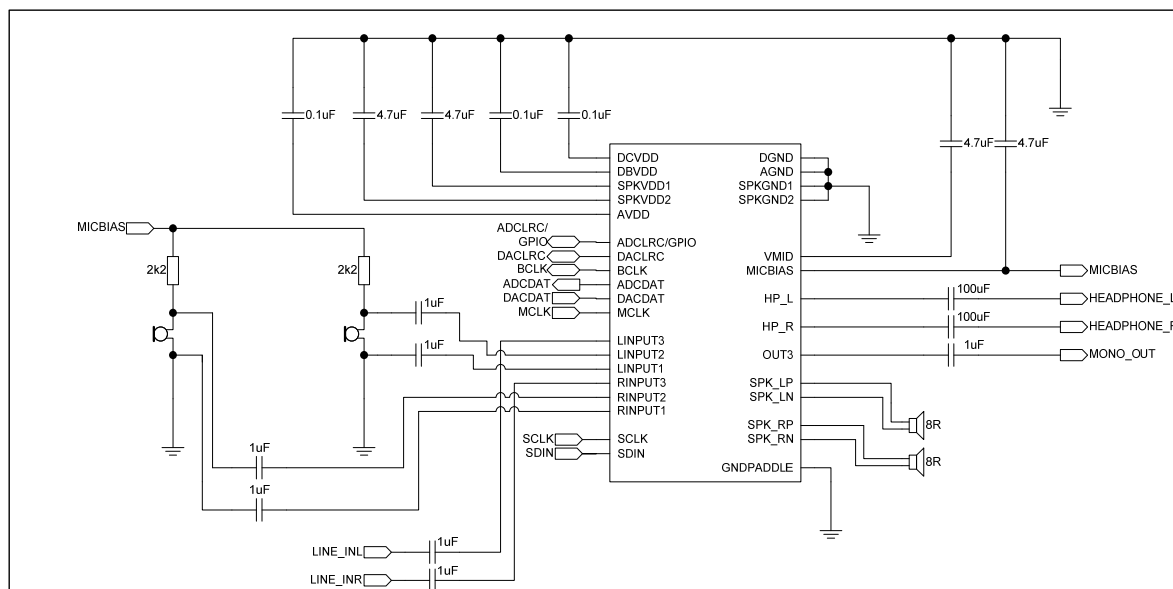 0.1uF 4.7uF 4.7uF 0.1uF 0.1uF
4.7uF 4.7uF
DCVDD
DBVDD
SPKVDD1
SPKVDD2
AVDD
DGND
AGND
SPKGND1
SPKGND2
MICBIAS
2k2
2k2
1uF
1uF
ADCLRC/
GPIO
DACLRC
BCLK
ADCDAT
DACDAT
MCLK
ADCLRC/GPIO
DACLRC
BCLK
ADCDAT
DACDAT
MCLK
LINPUT3
LINPUT2
LINPUT1
RINPUT3
RINPUT2
RINPUT1
SCLK
SDIN
SCLK
SDIN
VMID
MICBIAS
HP_L
HP_R
OUT3
SPK_LP
SPK_LN
SPK_RP
SPK_RN
GNDPADDLE
MICBIAS
100uF
HEADPHONE_L
100uF
HEADPHONE_R
1uF
MONO_OUT
8R
8R
1uF
1uF
LINE_INL
1uF
LINE_INR
1uF